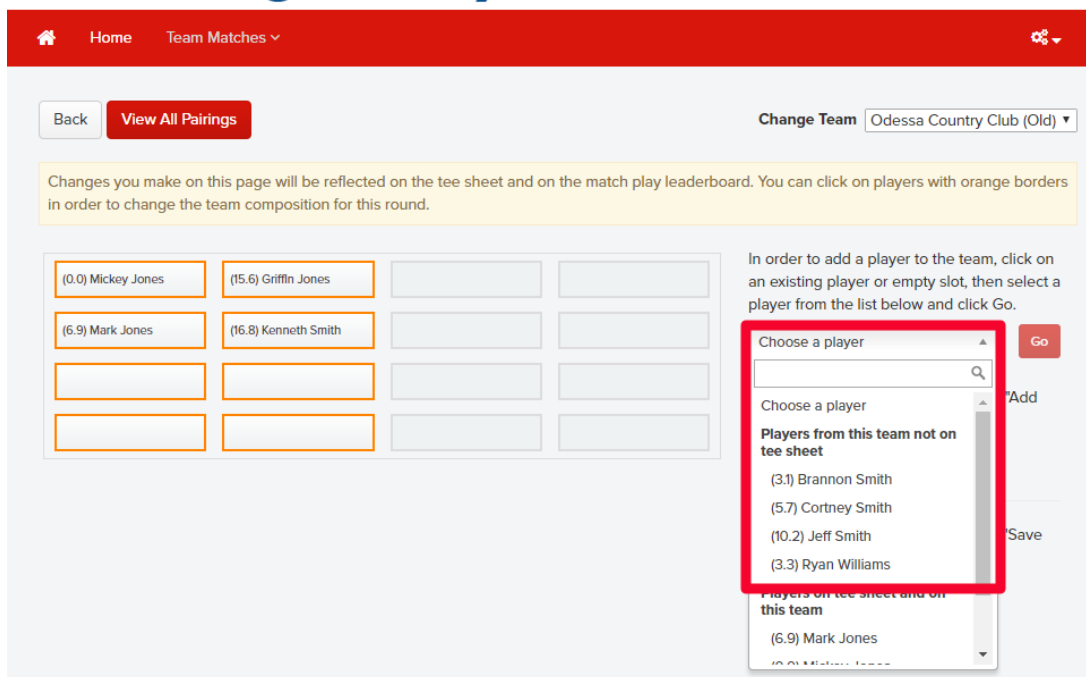 Home Team Matches
Back View All Pairings Change Team Odessa Country Club (Old)
Changes you make on this page will be reflected on the tee sheet and on the match play leaderboard. You can click on players with orange borders
in order to change the team composition for this round.
(0.0) Mickey Jones (15.6) Griffln Jones
(6.9) Mark Jones (16.8) Kenneth Smith
In order to add a player to the team, click on
an existing player or empty slot, then select a
player from the list below and click Go.
Choose a player Go
Choose a player
"Add
Players from this team not on
tee sheet
(3.1) Brannon Smith
(5.7) Cortney Smith
(10.2) Jeff Smith
"Save
(3.3) Ryan Williams
Players on tee sheet and on
this team
(6.9) Mark Jones